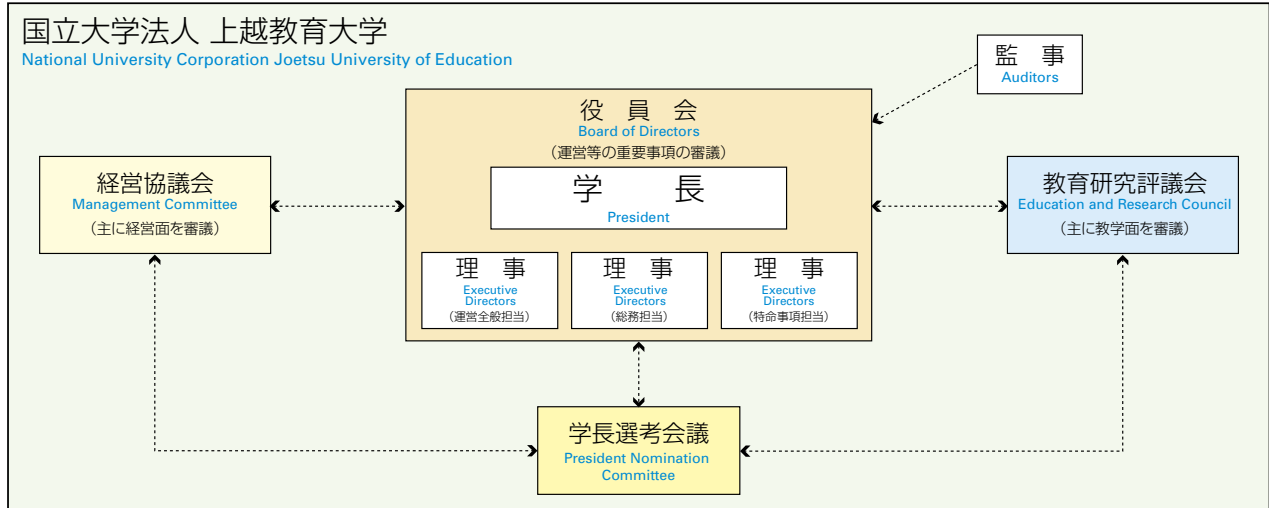 国立大学法人 上越教育大学
National University Corporation Joetsu University of Education
監 事
Auditors
役 員 会
Board of Directors
(運営等の重要事項の審議)
学 長
President
理 事
Executive
Directors
(運営全般担当)
理 事
Executive
Directors
(総務担当)
理 事
Executive
Directors
(特命事項担当)
経営協議会
Management Committee
(主に経営面を審議)
教育研究評議会
Education and Research Council
(主に教学面を審議)
学長選考会議
President Nomination
Committee